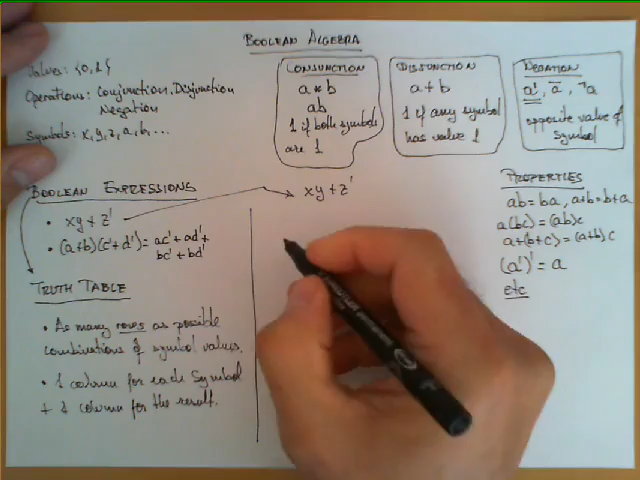 BOOLEAN ALGEBRA
Values: {0,1}
Operations: Conjunction, Disjunction
Negation
Symbols: x, y, z, a, b, ...
CONJUNCTION
a * b
ab
1 if both symbols
are 1
DISJUNCTION
a + b
1 if any symbol
has value 1
NEGATION
a', ā, ¬a
opposite value of
symbol
BOOLEAN EXPRESSIONS
• xy + z'
• (a+b)(c'+d') = ac' + ad' +
bc' + bd'
xy + z'
PROPERTIES
ab = ba, a+b = b+a
a(bc) = (ab)c
a+(b+c) = (a+b)c
(a')' = a
etc
TRUTH TABLE
• As many rows as possible
combinations of symbol values.
• 1 column for each symbol
+ 1 column for the result.